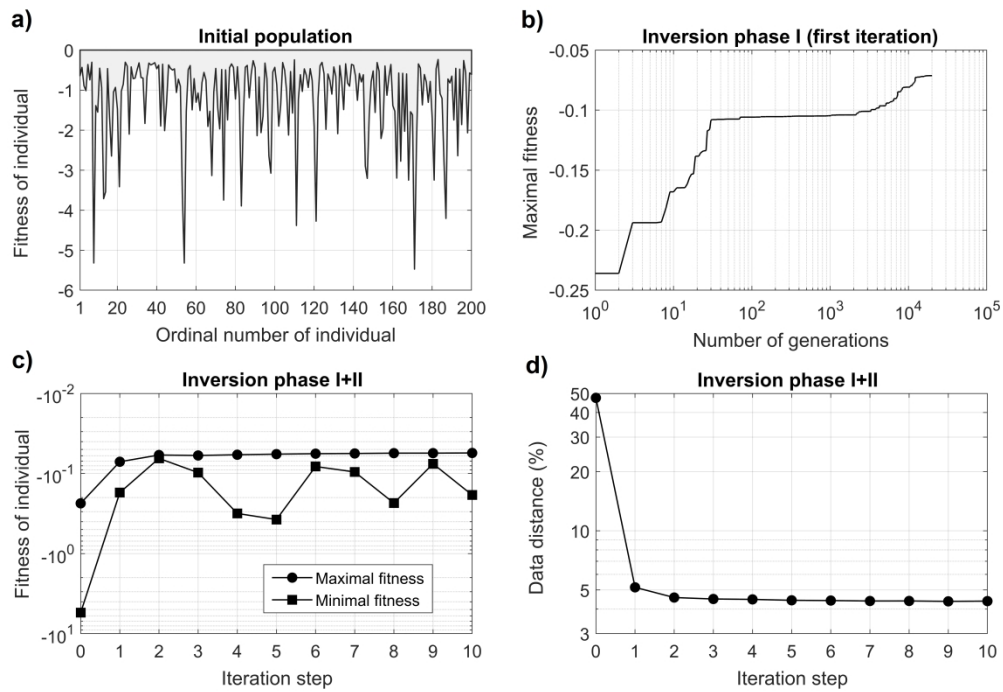 a)
Initial population
0
-1
-2
-3
-4
-5
-6
1 20 40 60 80 100 120 140 160 180 200
Fitness of individual
Ordinal number of individual
b)
Inversion phase I (first iteration)
-0.05
-0.1
-0.15
-0.2
-0.25
10^0 10^1 10^2 10^3 10^4 10^5
Maximal fitness
Number of generations
c)
Inversion phase I+II
-10^-2
-10^-1
-10^0
-10^1
0 1 2 3 4 5 6 7 8 9 10
Fitness of individual
Maximal fitness
Minimal fitness
Iteration step
d)
Inversion phase I+II
50
40
30
20
10
5
3
0 1 2 3 4 5 6 7 8 9 10
Data distance (%)
Iteration step